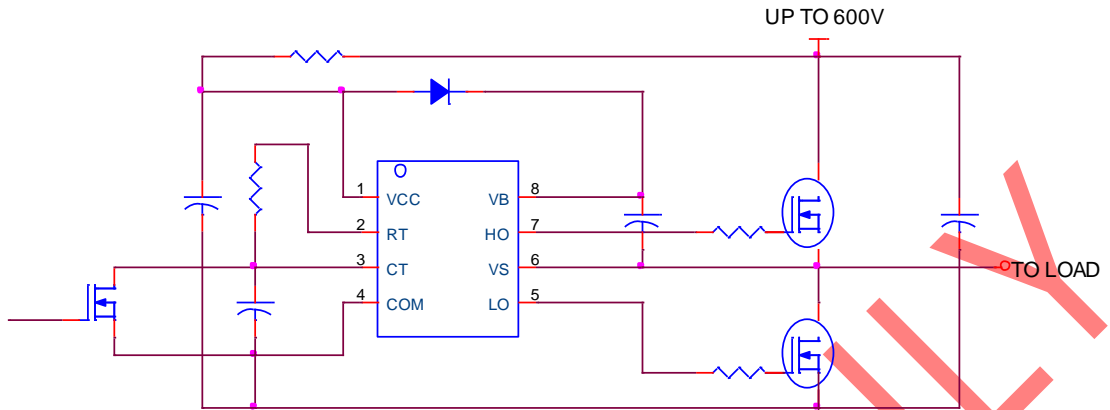 UP TO 600V
1 VCC VB 8
2 RT HO 7
3 CT VS 6
4 COM LO 5
TO LOAD